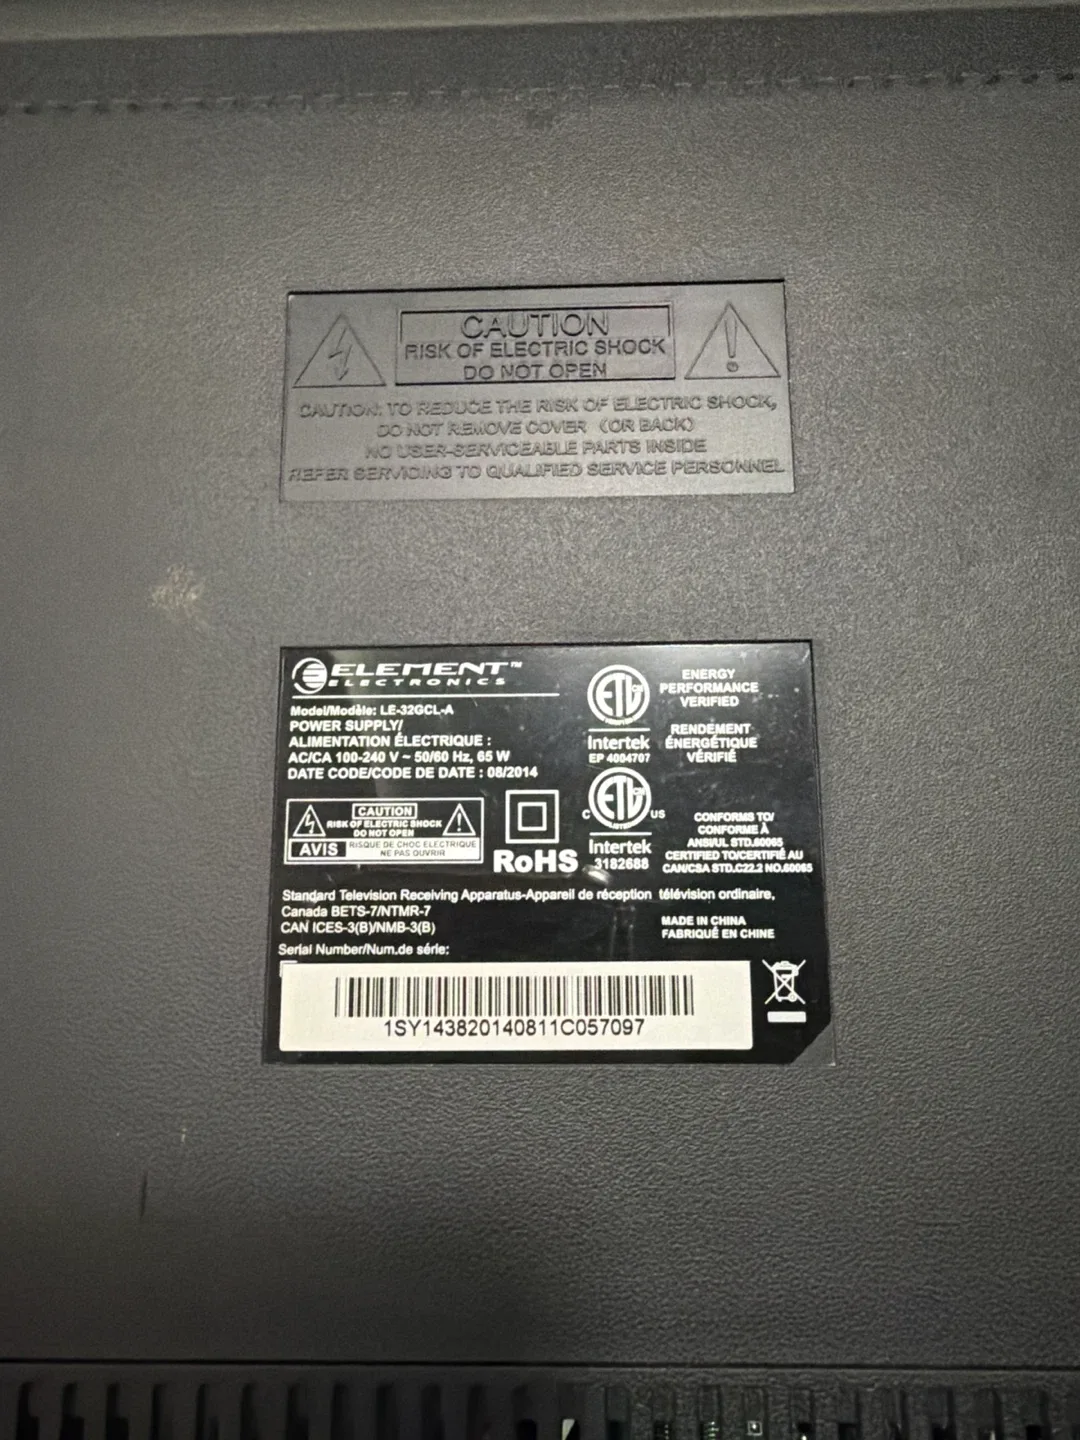 CAUTION
RISK OF ELECTRIC SHOCK
DO NOT OPEN
CAUTION: TO REDUCE THE RISK OF ELECTRIC SHOCK,
DO NOT REMOVE COVER (OR BACK)
NO USER-SERVICEABLE PARTS INSIDE
REFER SERVICING TO QUALIFIED SERVICE PERSONNEL
ELEMENT™
ELECTRONICS
Model/Modèle: LE-32GCL-A
POWER SUPPLY/
ALIMENTATION ÉLECTRIQUE :
AC/CA 100-240 V ~ 50/60 Hz, 65 W
DATE CODE/CODE DE DATE : 08/2014
ETL CM
Intertek
EP 4004707
ENERGY
PERFORMANCE
VERIFIED
RENDEMENT
ÉNERGÉTIQUE
VÉRIFIÉ
CAUTION
RISK OF ELECTRIC SHOCK
DO NOT OPEN
AVIS
RISQUE DE CHOC ELECTRIQUE
NE PAS OUVRIR
RoHS
C ETL CM US
LISTED
Intertek
3182688
CONFORMS TO/
CONFORME À
ANSI/UL STD.60065
CERTIFIED TO/CERTIFIÉ AU
CAN/CSA STD.C22.2 NO.60065
Standard Television Receiving Apparatus-Appareil de réception télévision ordinaire,
Canada BETS-7/NTMR-7
CAN ICES-3(B)/NMB-3(B)
MADE IN CHINA
FABRIQUÉ EN CHINE
Serial Number/Num.de série:
1SY143820140811C057097